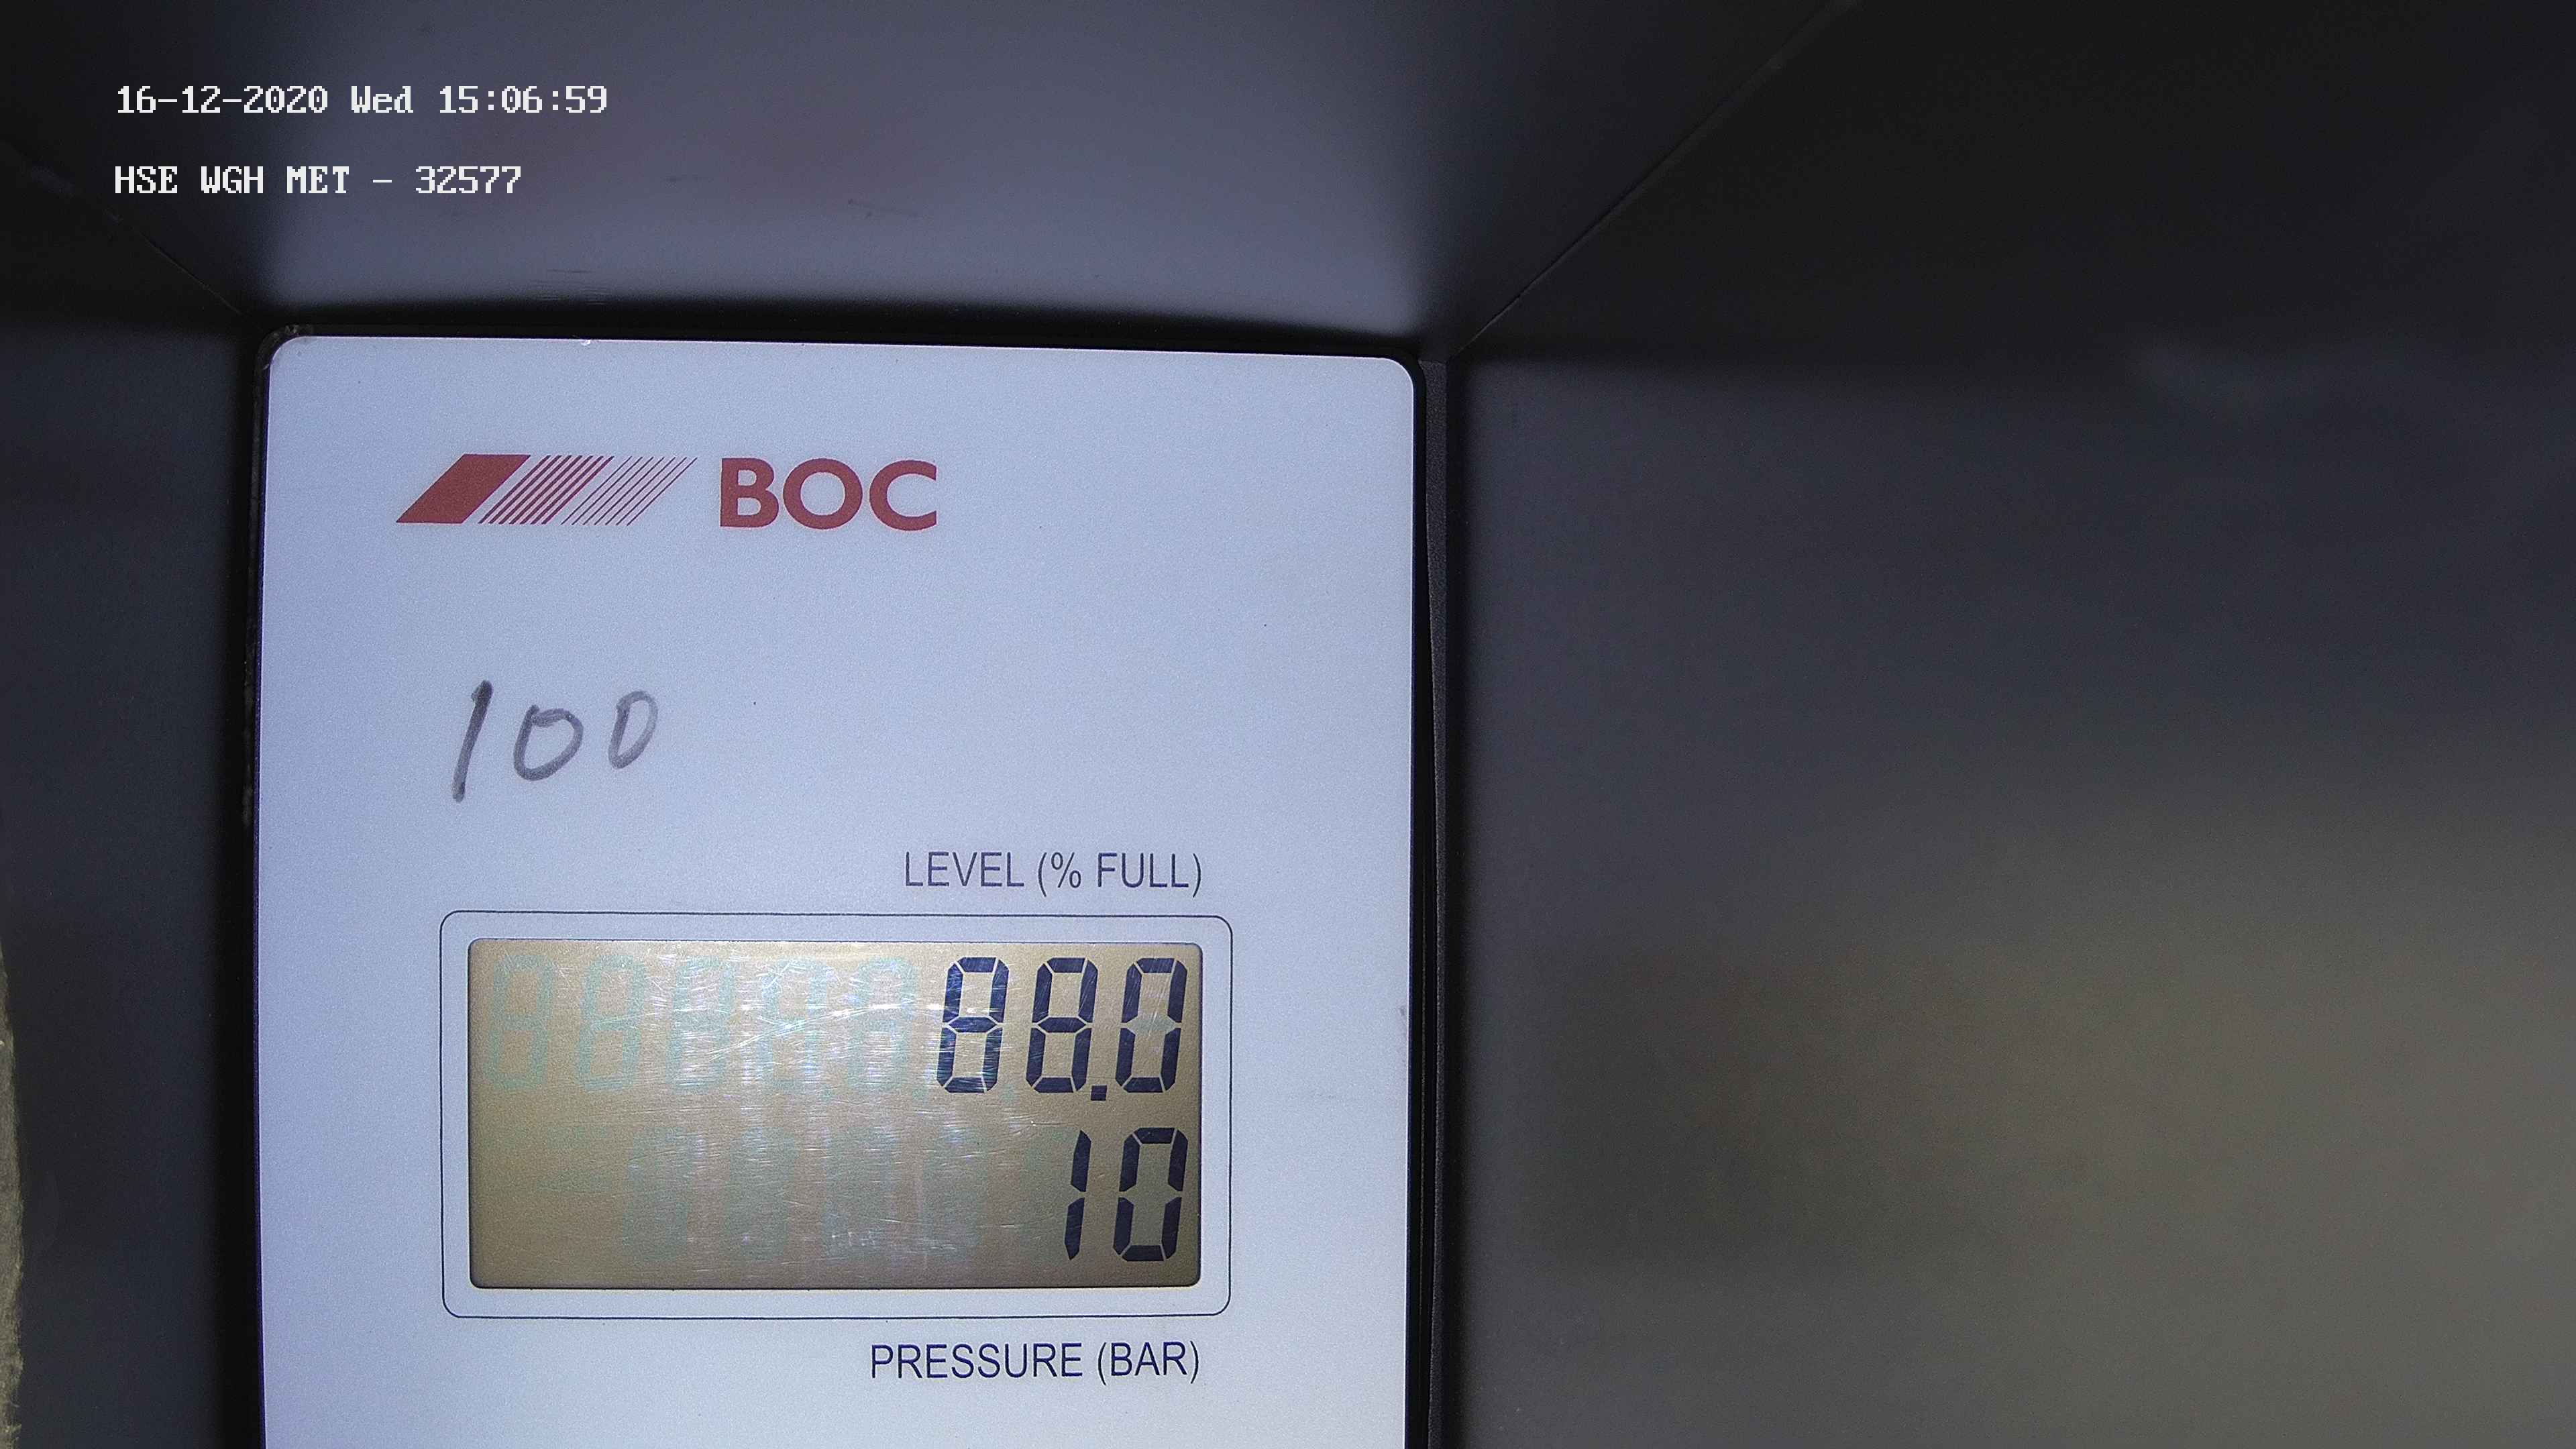 16-12-2020 Wed 15:06:59
HSE WGH MET - 32577
BOC
100
LEVEL (% FULL)
88.0
10
PRESSURE (BAR)